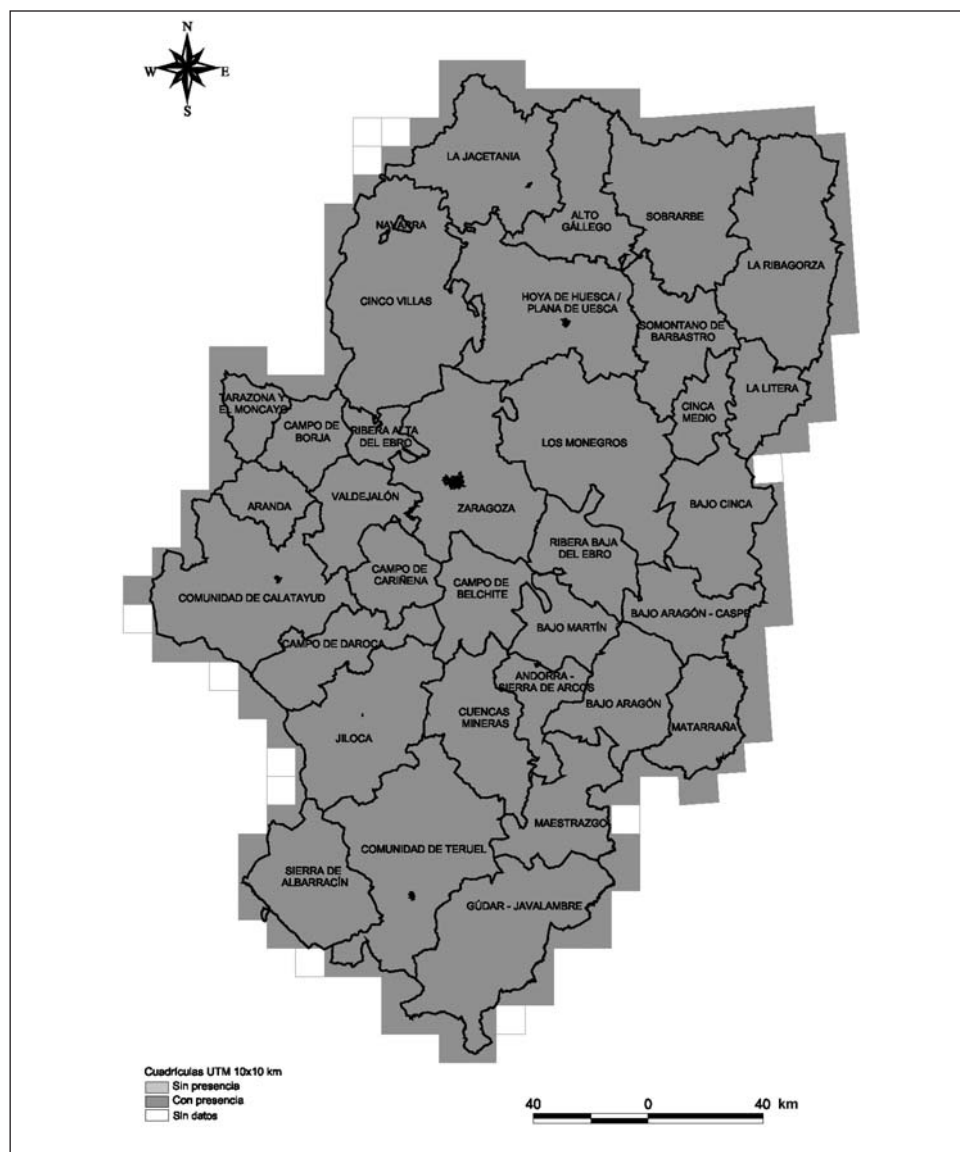 N
W E
S
LA JACETANIA
NAVARRA
ALTO
GÁLLEGO
SOBRARBE
LA RIBAGORZA
CINCO VILLAS
HOYA DE HUESCA /
PLANA DE UESCA
SOMONTANO DE
BARBASTRO
LA LITERA
TARAZONA Y
EL MONCAYO
CAMPO DE
BORJA
RIBERA ALTA
DEL EBRO
CINCA
MEDIO
LOS MONEGROS
ARANDA
VALDEJALÓN
ZARAGOZA
BAJO CINCA
RIBERA BAJA
DEL EBRO
CAMPO DE
CARIÑENA
CAMPO DE
BELCHITE
COMUNIDAD DE CALATAYUD
BAJO ARAGÓN - CASPE
BAJO MARTÍN
CAMPO DE DAROCA
ANDORRA -
SIERRA DE ARCOS
BAJO ARAGÓN
CUENCAS
MINERAS
MATARRAÑA
JILOCA
MAESTRAZGO
COMUNIDAD DE TERUEL
SIERRA DE
ALBARRACÍN
GÚDAR - JAVALAMBRE
Cuadrículas UTM 10x10 km
Sin presencia
Con presencia
Sin datos
40 0 40 km